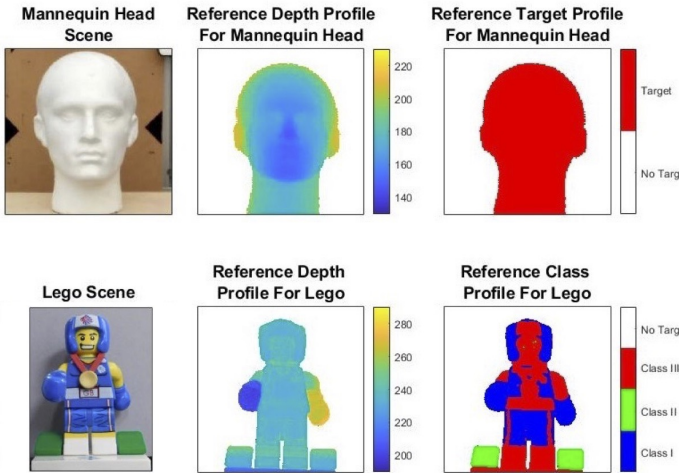 Mannequin Head
Scene
Reference Depth Profile
For Mannequin Head
Reference Target Profile
For Mannequin Head
220
200
180
160
140
Target
No Targ
Lego Scene
Reference Depth
Profile For Lego
Reference Class
Profile For Lego
280
260
240
220
200
No Targ
Class III
Class II
Class I